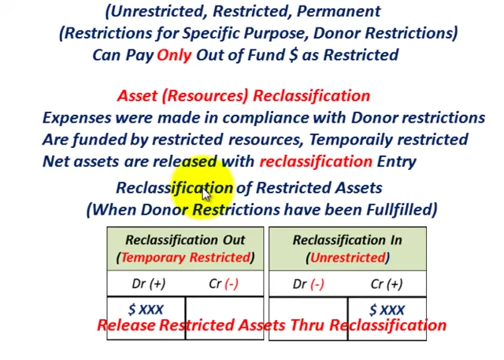 (Unrestricted, Restricted, Permanent
(Restrictions for Specific Purpose, Donor Restrictions)
Can Pay Only Out of Fund $ as Restricted
Asset (Resources) Reclassification
Expenses were made in compliance with Donor restrictions
Are funded by restricted resources, Temporaily restricted
Net assets are released with reclassification Entry
Reclassification of Restricted Assets
(When Donor Restrictions have been Fullfilled)
Reclassification Out
(Temporary Restricted)
Dr (+) Cr (-)
$ XXX
Reclassification In
(Unrestricted)
Dr (-) Cr (+)
$ XXX
Release Restricted Assets Thru Reclassification